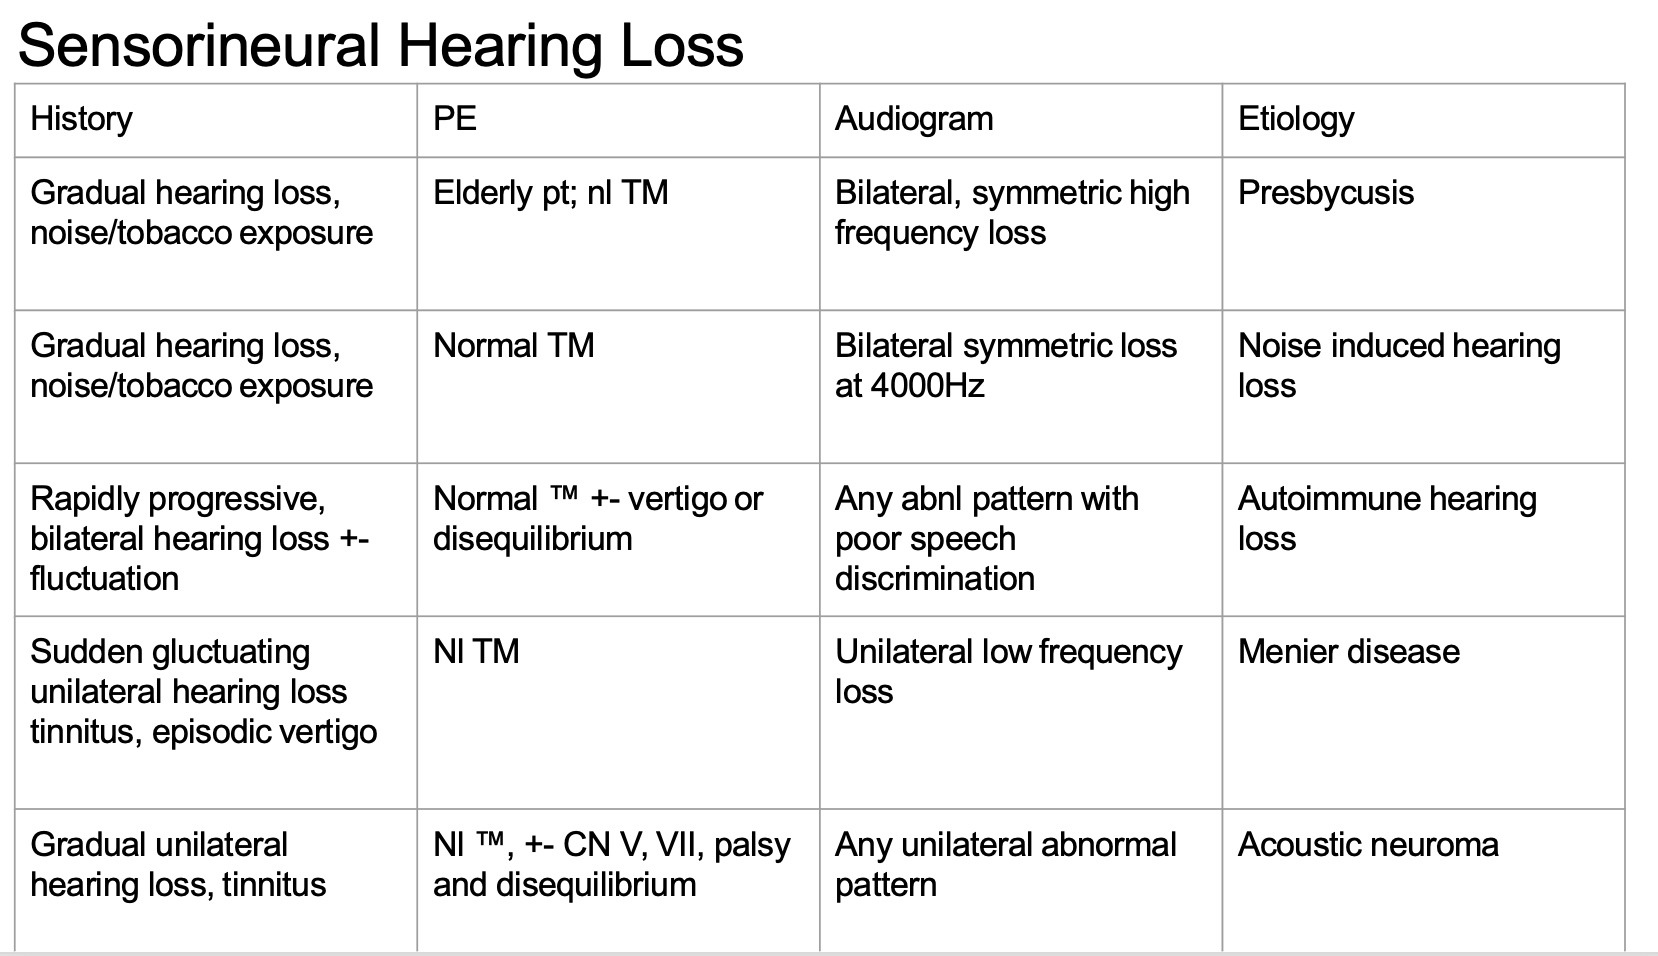 Sensorineural Hearing Loss
History
PE
Audiogram
Etiology
Gradual hearing loss,
noise/tobacco exposure
Elderly pt; nl TM
Bilateral, symmetric high
frequency loss
Presbycusis
Gradual hearing loss,
noise/tobacco exposure
Normal TM
Bilateral symmetric loss
at 4000Hz
Noise induced hearing
loss
Rapidly progressive,
bilateral hearing loss +-
fluctuation
Normal ™ +- vertigo or
disequilibrium
Any abnl pattern with
poor speech
discrimination
Autoimmune hearing
loss
Sudden gluctuating
unilateral hearing loss
tinnitus, episodic vertigo
Nl TM
Unilateral low frequency
loss
Menier disease
Gradual unilateral
hearing loss, tinnitus
Nl ™, +- CN V, VII, palsy
and disequilibrium
Any unilateral abnormal
pattern
Acoustic neuroma